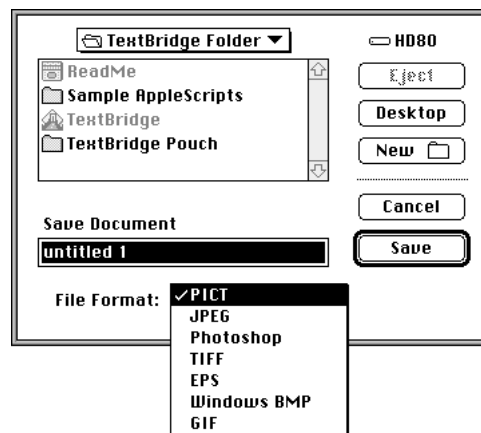 TextBridge Folder
HD80
ReadMe
Sample AppleScripts
TextBridge
TextBridge Pouch
Eject
Desktop
New
Save Document
untitled 1
Cancel
Save
File Format:
✓PICT
JPEG
Photoshop
TIFF
EPS
Windows BMP
GIF